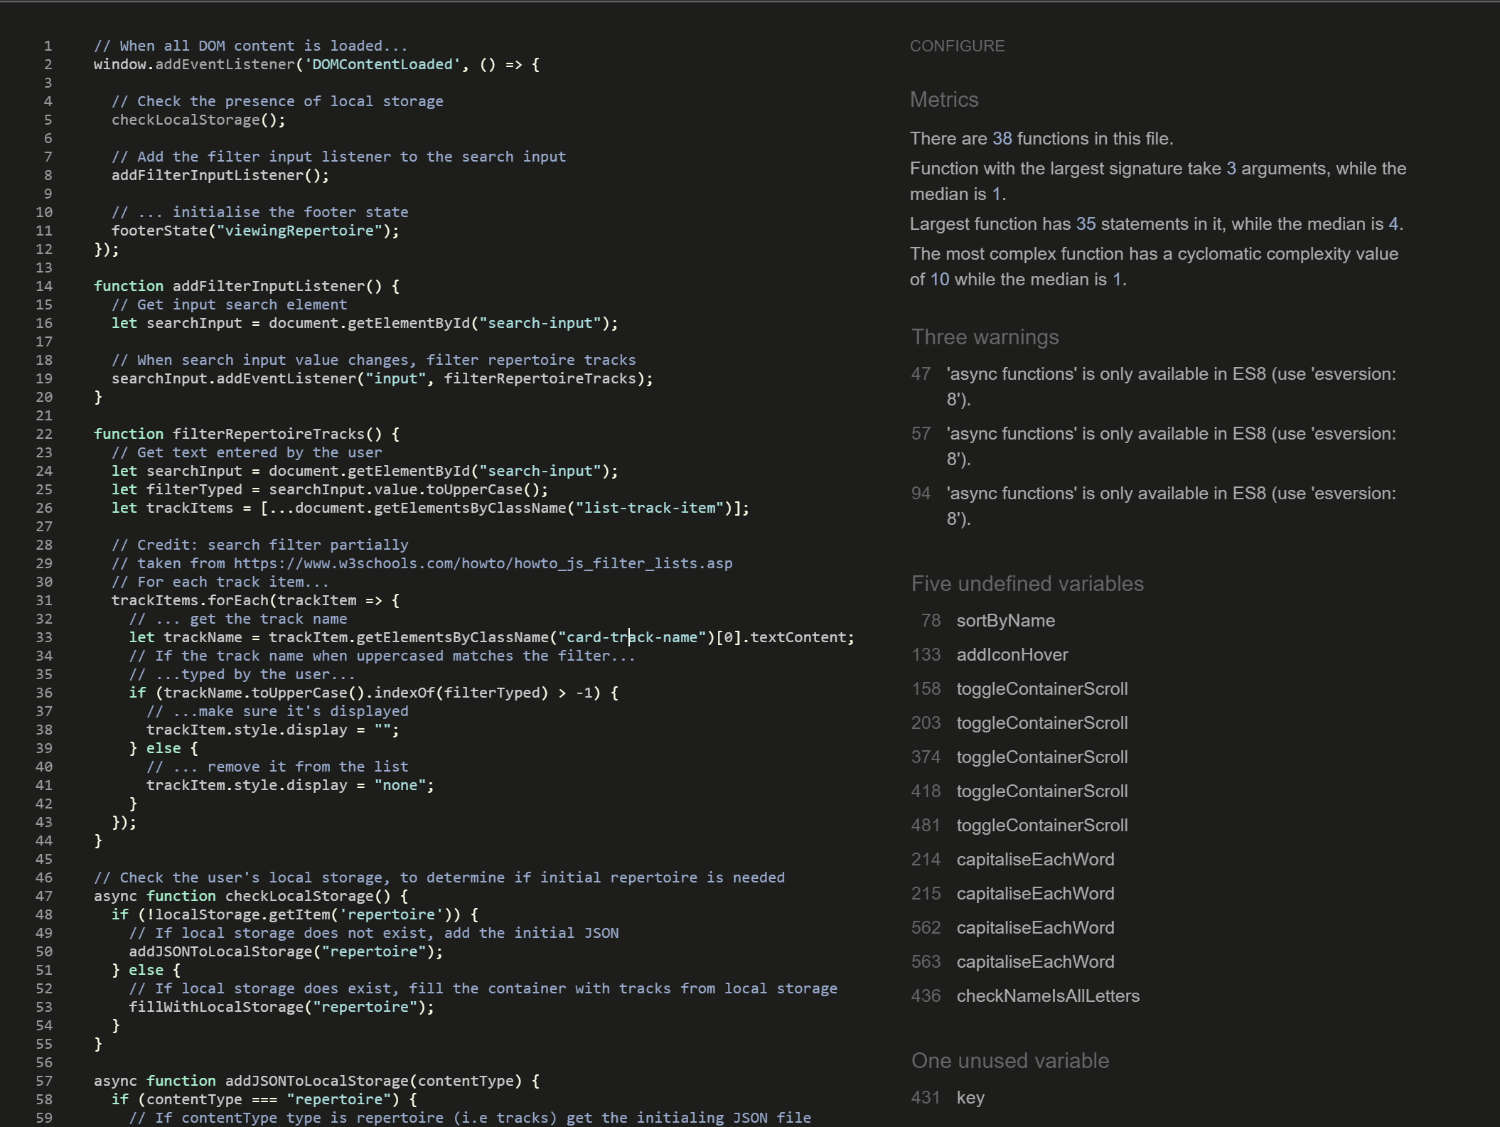 1 // When all DOM content is loaded...
2 window.addEventListener('DOMContentLoaded', () => {
3
4 // Check the presence of local storage
5 checkLocalStorage();
6
7 // Add the filter input listener to the search input
8 addFilterInputListener();
9
10 // ... initialise the footer state
11 footerState("viewingRepertoire");
12 });
13
14 function addFilterInputListener() {
15 // Get input search element
16 let searchInput = document.getElementById("search-input");
17
18 // When search input value changes, filter repertoire tracks
19 searchInput.addEventListener("input", filterRepertoireTracks);
20 }
21
22 function filterRepertoireTracks() {
23 // Get text entered by the user
24 let searchInput = document.getElementById("search-input");
25 let filterTyped = searchInput.value.toUpperCase();
26 let trackItems = [...document.getElementsByClassName("list-track-item")];
27
28 // Credit: search filter partially
29 // taken from https://www.w3schools.com/howto/howto_js_filter_lists.asp
30 // For each track item...
31 trackItems.forEach(trackItem => {
32 // ... get the track name
33 let trackName = trackItem.getElementsByClassName("card-track-name")[0].textContent;
34 // If the track name when uppercased matches the filter...
35 // ...typed by the user...
36 if (trackName.toUpperCase().indexOf(filterTyped) > -1) {
37 // ...make sure it's displayed
38 trackItem.style.display = "";
39 } else {
40 // ... remove it from the list
41 trackItem.style.display = "none";
42 }
43 });
44 }
45
46 // Check the user's local storage, to determine if initial repertoire is needed
47 async function checkLocalStorage() {
48 if (!localStorage.getItem('repertoire')) {
49 // If local storage does not exist, add the initial JSON
50 addJSONToLocalStorage("repertoire");
51 } else {
52 // If local storage does exist, fill the container with tracks from local storage
53 fillWithLocalStorage("repertoire");
54 }
55 }
56
57 async function addJSONToLocalStorage(contentType) {
58 if (contentType === "repertoire") {
59 // If contentType type is repertoire (i.e tracks) get the initialing JSON file
CONFIGURE
Metrics
There are 38 functions in this file.
Function with the largest signature take 3 arguments, while the
median is 1.
Largest function has 35 statements in it, while the median is 4.
The most complex function has a cyclomatic complexity value
of 10 while the median is 1.
Three warnings
47 'async functions' is only available in ES8 (use 'esversion:
8').
57 'async functions' is only available in ES8 (use 'esversion:
8').
94 'async functions' is only available in ES8 (use 'esversion:
8').
Five undefined variables
78 sortByName
133 addIconHover
158 toggleContainerScroll
203 toggleContainerScroll
374 toggleContainerScroll
418 toggleContainerScroll
481 toggleContainerScroll
214 capitaliseEachWord
215 capitaliseEachWord
562 capitaliseEachWord
563 capitaliseEachWord
436 checkNameIsAllLetters
One unused variable
431 key